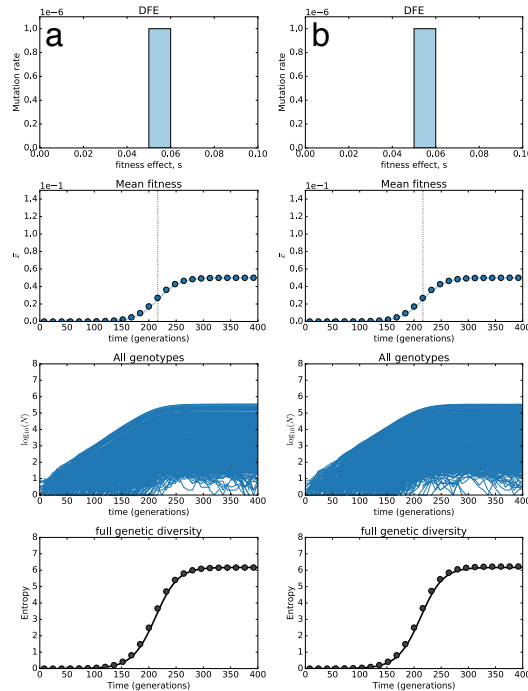 a
DFE
1e-6
Mutation rate
1.0
0.8
0.6
0.4
0.2
0.0
0.00 0.02 0.04 0.06 0.08 0.10
fitness effect, s
Mean fitness
1e-1
x̄
1.4
1.2
1.0
0.8
0.6
0.4
0.2
0.0
0 50 100 150 200 250 300 350 400
time (generations)
All genotypes
log₁₀(N)
8
7
6
5
4
3
2
1
0
0 50 100 150 200 250 300 350 400
time (generations)
full genetic diversity
Entropy
8
7
6
5
4
3
2
1
0
0 50 100 150 200 250 300 350 400
Time (generations)
b
DFE
1e-6
Mutation rate
1.0
0.8
0.6
0.4
0.2
0.0
0.00 0.02 0.04 0.06 0.08 0.10
fitness effect, s
Mean fitness
1e-1
x̄
1.4
1.2
1.0
0.8
0.6
0.4
0.2
0.0
0 50 100 150 200 250 300 350 400
time (generations)
All genotypes
log₁₀(N)
8
7
6
5
4
3
2
1
0
0 50 100 150 200 250 300 350 400
time (generations)
full genetic diversity
Entropy
8
7
6
5
4
3
2
1
0
0 50 100 150 200 250 300 350 400
Time (generations)